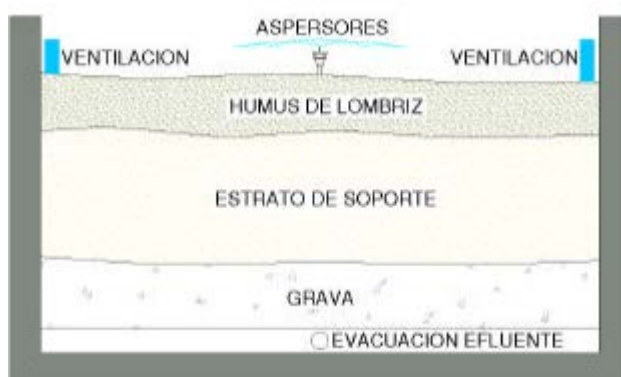 ASPERSORES
VENTILACION
VENTILACION
HUMUS DE LOMBRIZ
ESTRATO DE SOPORTE
GRAVA
EVACUACION EFLUENTE